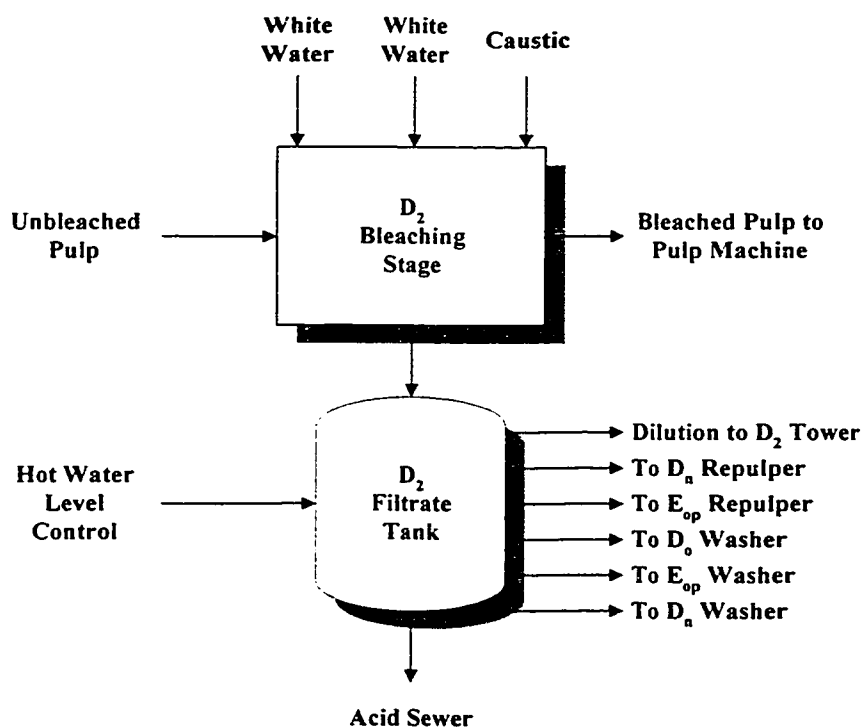 White
Water
White
Water
Caustic
Unbleached
Pulp
D₂
Bleaching
Stage
Bleached Pulp to
Pulp Machine
Hot Water
Level
Control
D₂
Filtrate
Tank
Dilution to D₂ Tower
To Dₙ Repulper
To Eₒₚ Repulper
To Dₒ Washer
To Eₒₚ Washer
To Dₙ Washer
Acid Sewer